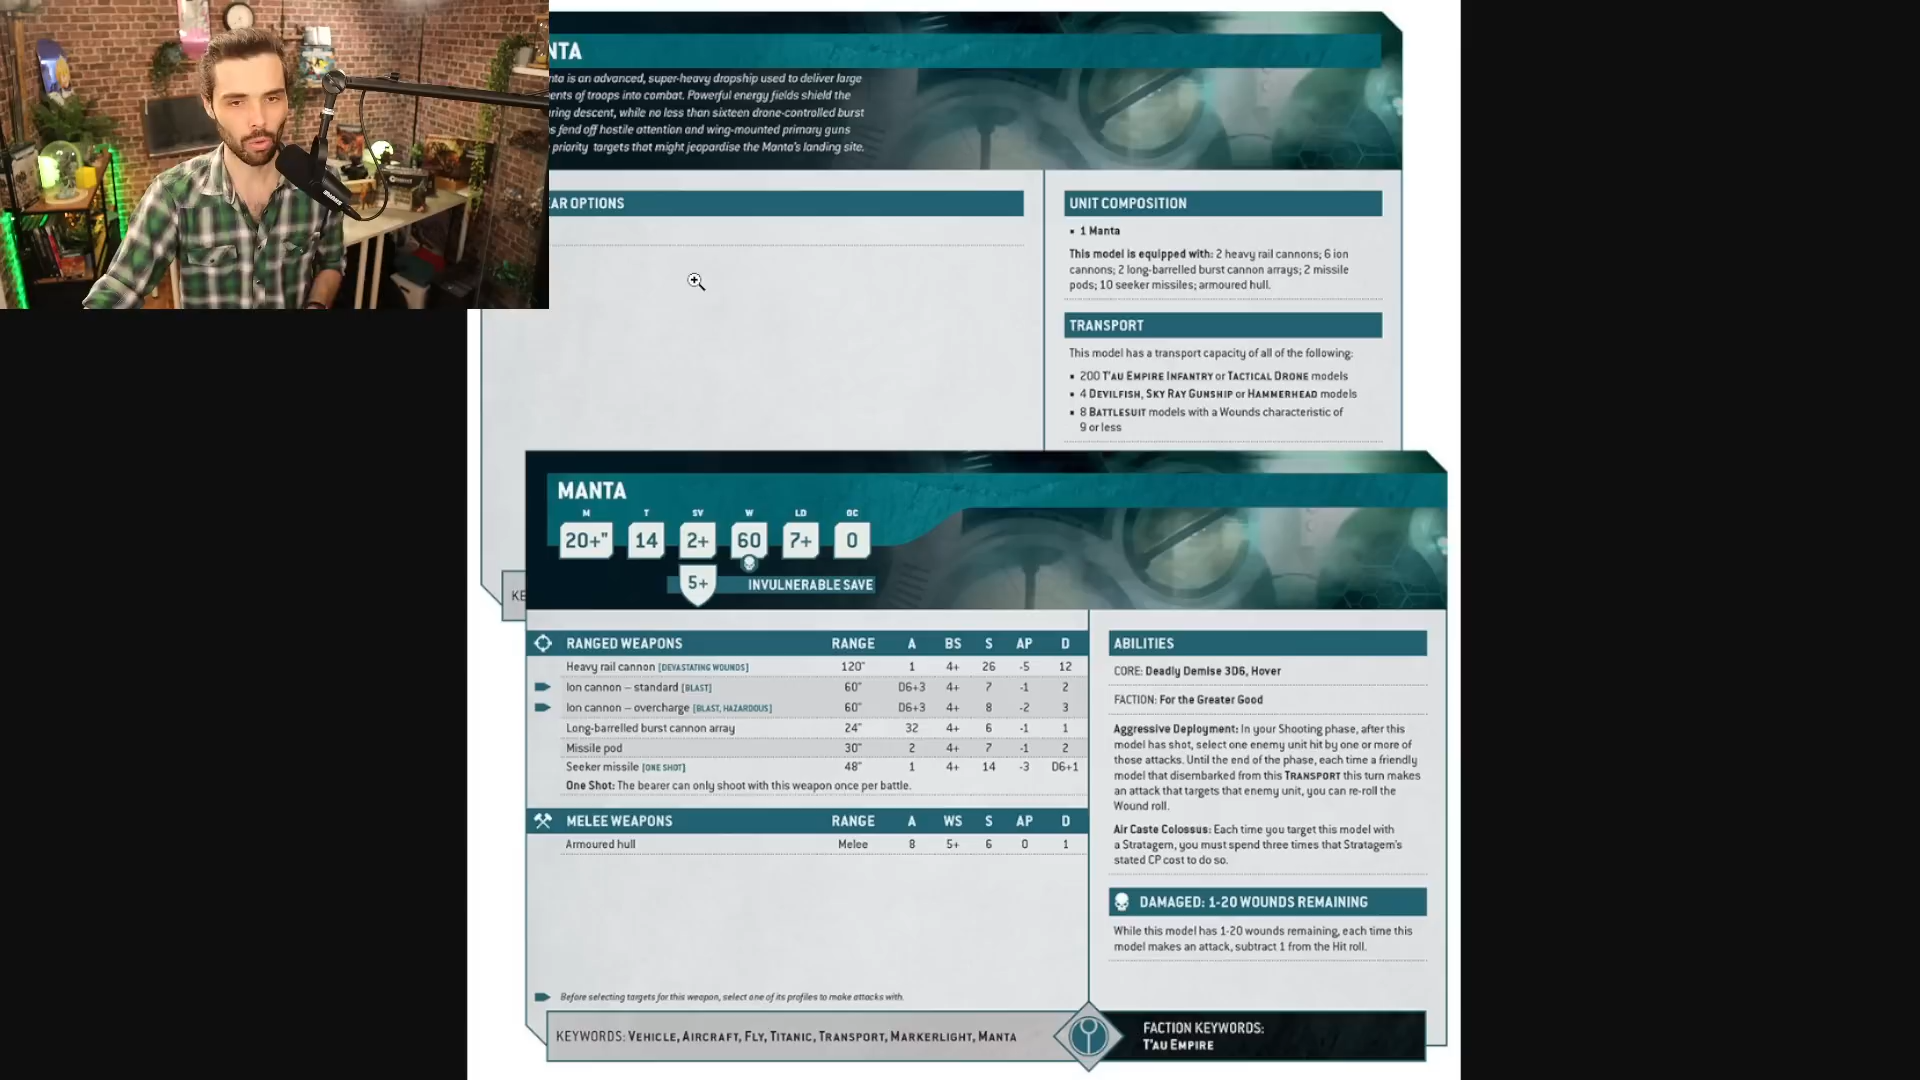 NTA
nta is an advanced, super-heavy dropship used to deliver large
ents of troops into combat. Powerful energy fields shield the
ring descent, while no less than sixteen drone-controlled burst
s fend off hostile attention and wing-mounted primary guns
priority targets that might jeopardise the Manta's landing site.
AR OPTIONS
UNIT COMPOSITION
▪ 1 Manta
This model is equipped with: 2 heavy rail cannons; 6 ion
cannons; 2 long-barrelled burst cannon arrays; 2 missile
pods; 10 seeker missiles; armoured hull.
TRANSPORT
This model has a transport capacity of all of the following:
▪ 200 T'AU EMPIRE INFANTRY or TACTICAL DRONE models
▪ 4 DEVILFISH, SKY RAY GUNSHIP or HAMMERHEAD models
▪ 8 BATTLESUIT models with a Wounds characteristic of
9 or less
KE
MANTA
M T SV W LD OC
20+" 14 2+ 60 7+ 0
5+ INVULNERABLE SAVE
RANGED WEAPONS RANGE A BS S AP D
Heavy rail cannon [DEVASTATING WOUNDS] 120" 1 4+ 26 -5 12
Ion cannon – standard [BLAST] 60" D6+3 4+ 7 -1 2
Ion cannon – overcharge [BLAST, HAZARDOUS] 60" D6+3 4+ 8 -2 3
Long-barrelled burst cannon array 24" 32 4+ 6 -1 1
Missile pod 30" 2 4+ 7 -1 2
Seeker missile [ONE SHOT] 48" 1 4+ 14 -3 D6+1
One Shot: The bearer can only shoot with this weapon once per battle.
MELEE WEAPONS RANGE A WS S AP D
Armoured hull Melee 8 5+ 6 0 1
Before selecting targets for this weapon, select one of its profiles to make attacks with.
ABILITIES
CORE: Deadly Demise 3D6, Hover
FACTION: For the Greater Good
Aggressive Deployment: In your Shooting phase, after this
model has shot, select one enemy unit hit by one or more of
those attacks. Until the end of the phase, each time a friendly
model that disembarked from this TRANSPORT this turn makes
an attack that targets that enemy unit, you can re-roll the
Wound roll.
Air Caste Colossus: Each time you target this model with
a Stratagem, you must spend three times that Stratagem's
stated CP cost to do so.
DAMAGED: 1-20 WOUNDS REMAINING
While this model has 1-20 wounds remaining, each time this
model makes an attack, subtract 1 from the Hit roll.
KEYWORDS: VEHICLE, AIRCRAFT, FLY, TITANIC, TRANSPORT, MARKERLIGHT, MANTA
FACTION KEYWORDS:
T'AU EMPIRE